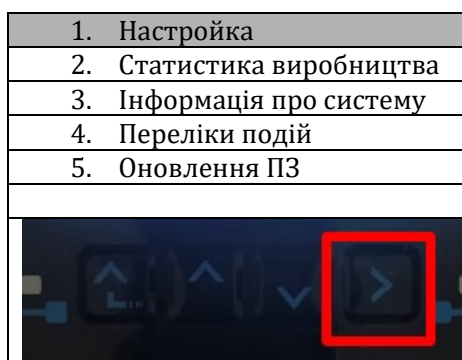 1. Настройка
2. Статистика виробництва
3. Інформація про систему
4. Переліки подій
5. Оновлення ПЗ